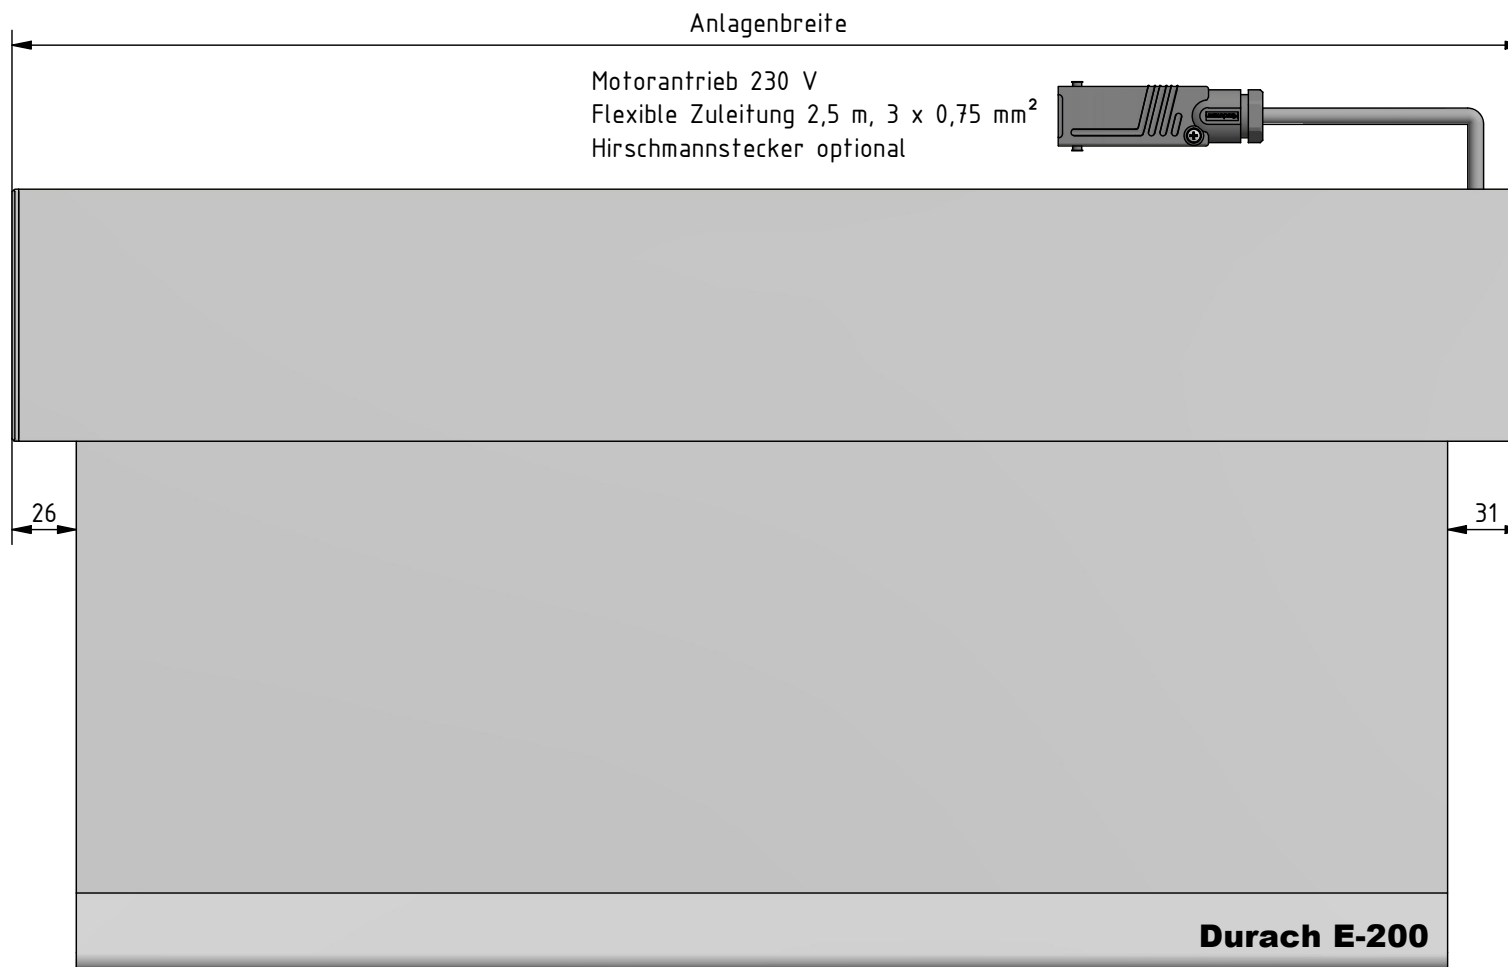 Anlagenbreite
Motorantrieb 230 V
Flexible Zuleitung 2,5 m, 3 x 0,75 mm²
Hirschmannstecker optional
26
31
Durach E-200